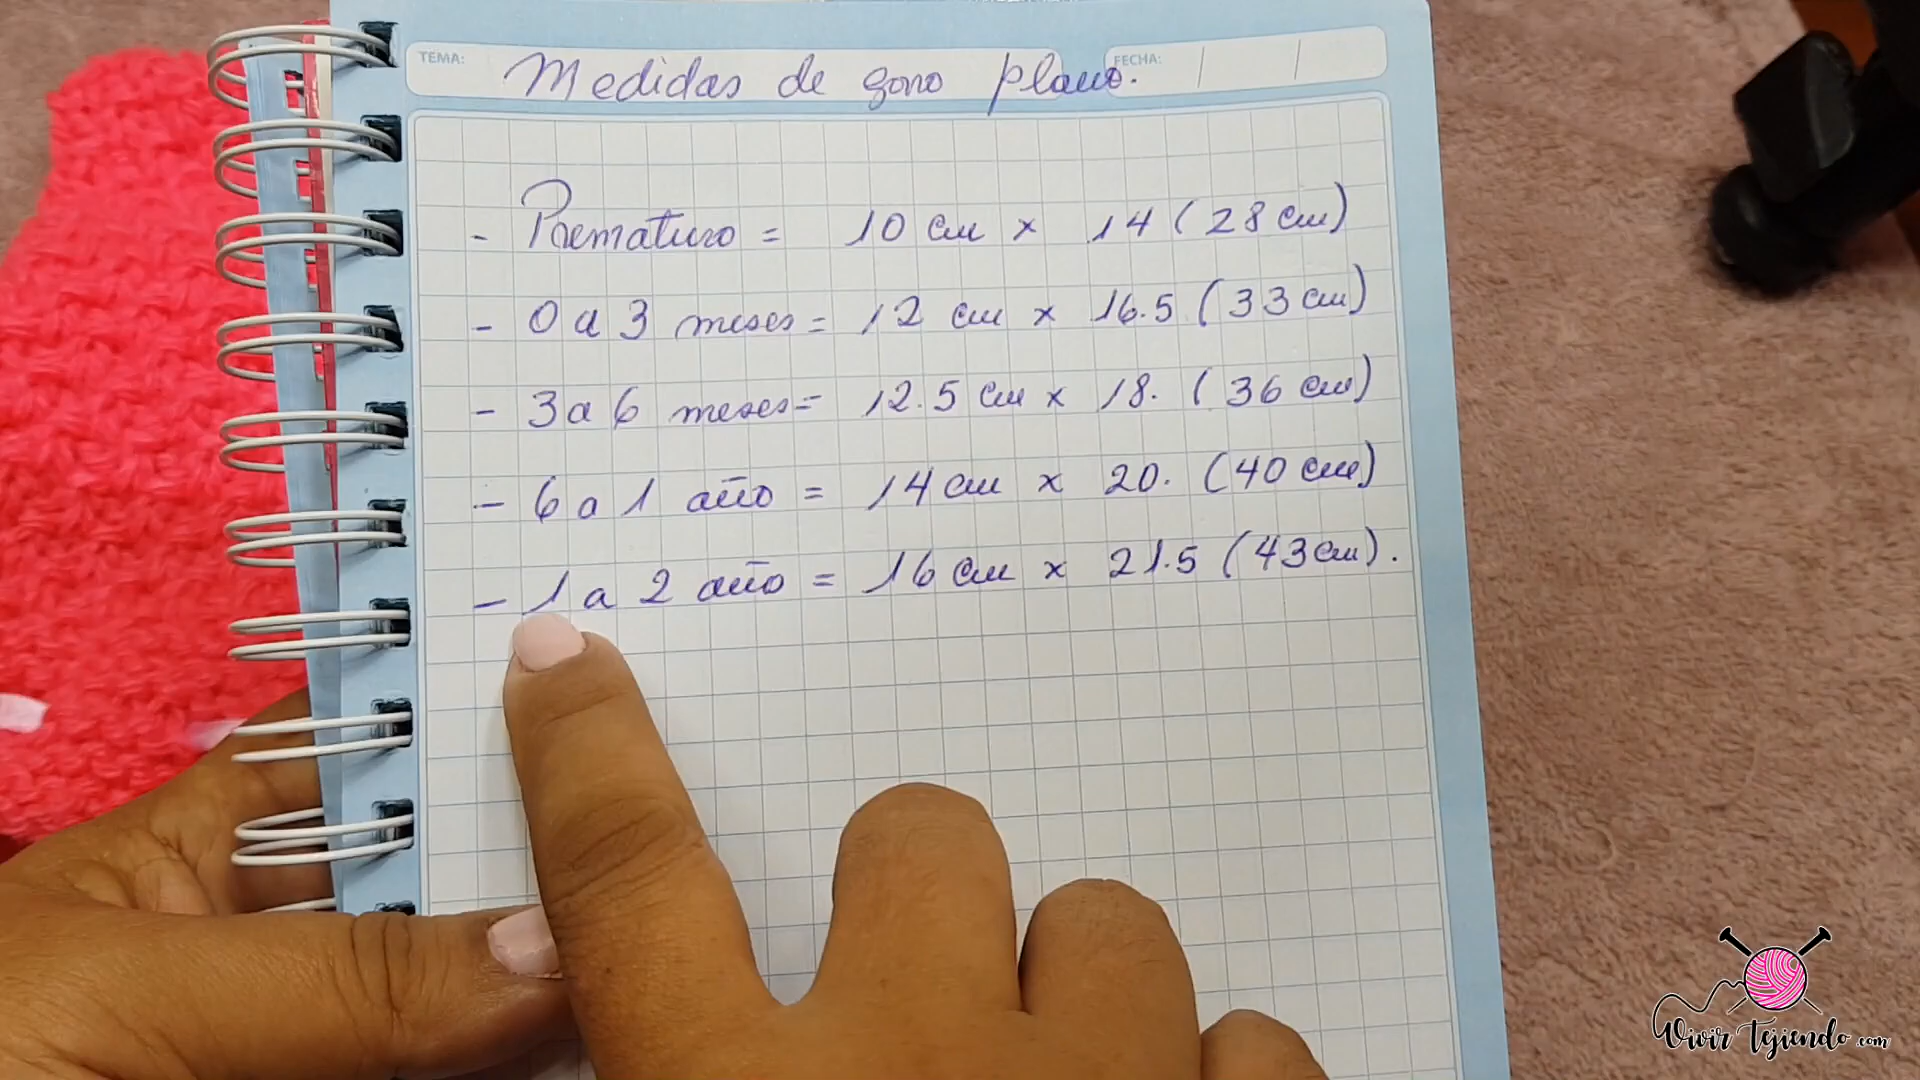 TEMA: Medidas de gorro plano. FECHA:
- Prematuro = 10 cm x 14 (28 cm)
- 0 a 3 meses = 12 cm x 16.5 (33 cm)
- 3 a 6 meses = 12.5 cm x 18. (36 cm)
- 6 a 1 año = 14 cm x 20. (40 cm)
- 1 a 2 año = 16 cm x 21.5 (43 cm).
Vivir Tejiendo.com